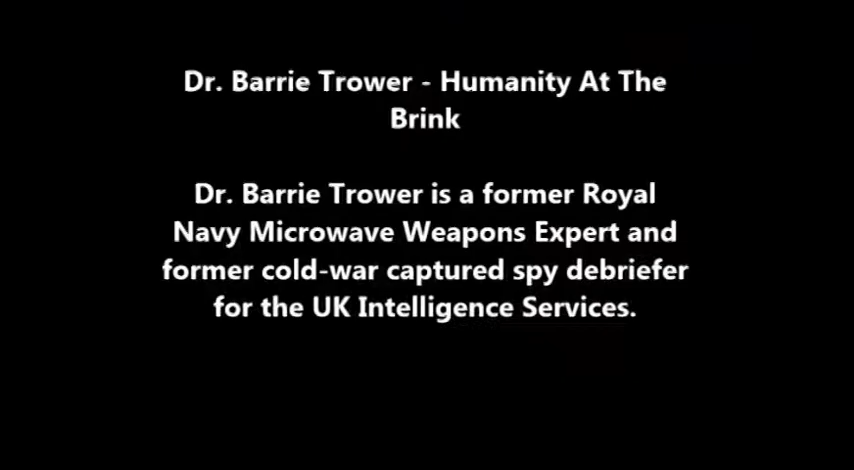 Dr. Barrie Trower - Humanity At The
Brink
Dr. Barrie Trower is a former Royal
Navy Microwave Weapons Expert and
former cold-war captured spy debriefer
for the UK Intelligence Services.